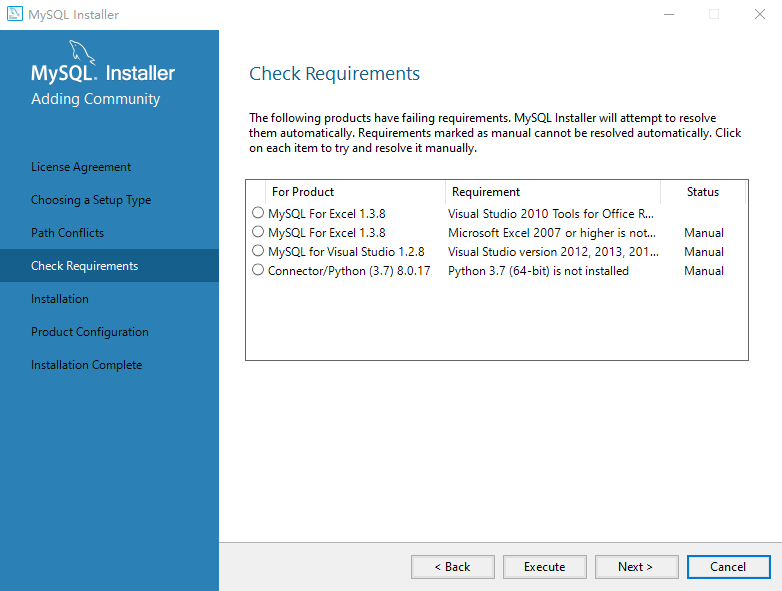 MySQL Installer
MySQL. Installer
Adding Community
License Agreement
Choosing a Setup Type
Path Conflicts
Check Requirements
Installation
Product Configuration
Installation Complete
Check Requirements
The following products have failing requirements. MySQL Installer will attempt to resolve
them automatically. Requirements marked as manual cannot be resolved automatically. Click
on each item to try and resolve it manually.
For Product Requirement Status
MySQL For Excel 1.3.8 Visual Studio 2010 Tools for Office R...
MySQL For Excel 1.3.8 Microsoft Excel 2007 or higher is not... Manual
MySQL for Visual Studio 1.2.8 Visual Studio version 2012, 2013, 201... Manual
Connector/Python (3.7) 8.0.17 Python 3.7 (64-bit) is not installed Manual
< Back Execute Next > Cancel